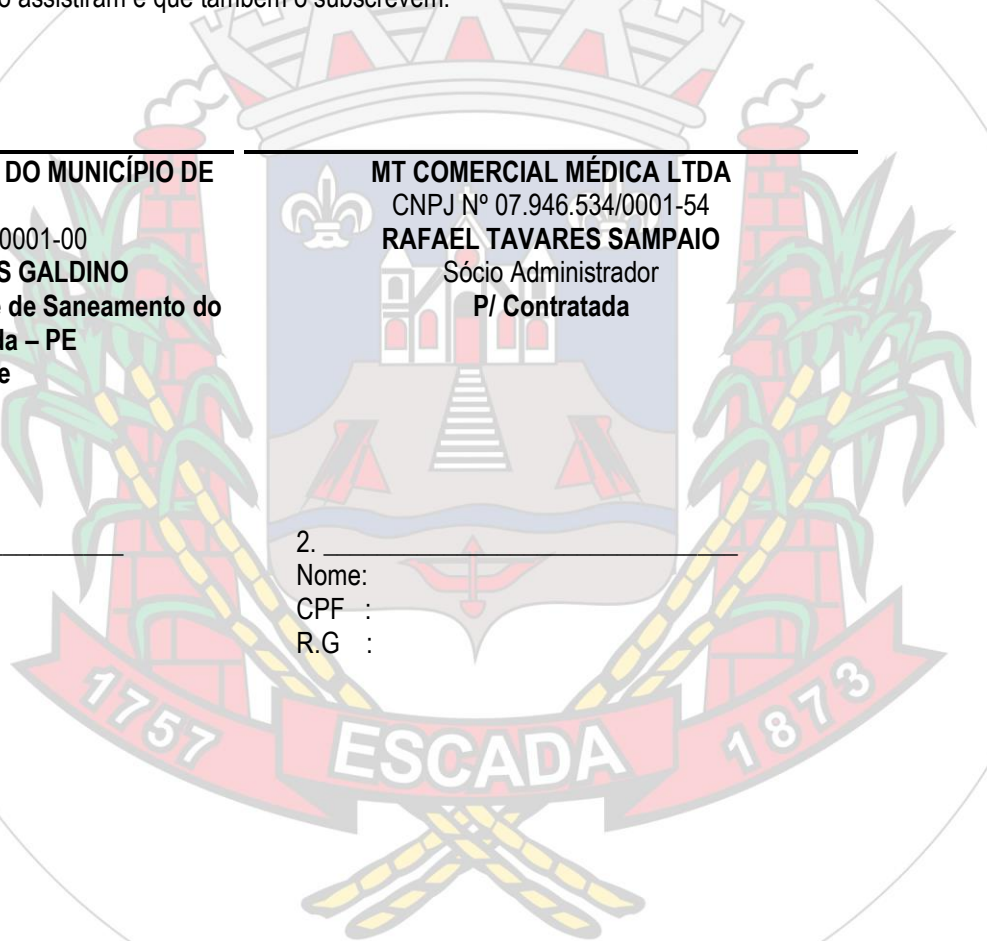 o assistiram e que também o subscrevem.
DO MUNICÍPIO DE
0001-00
S GALDINO
de Saneamento do
da – PE
e
MT COMERCIAL MÉDICA LTDA
CNPJ Nº 07.946.534/0001-54
RAFAEL TAVARES SAMPAIO
Sócio Administrador
P/ Contratada
2. ______________________________
Nome:
CPF :
R.G :
1757
ESCADA
1873